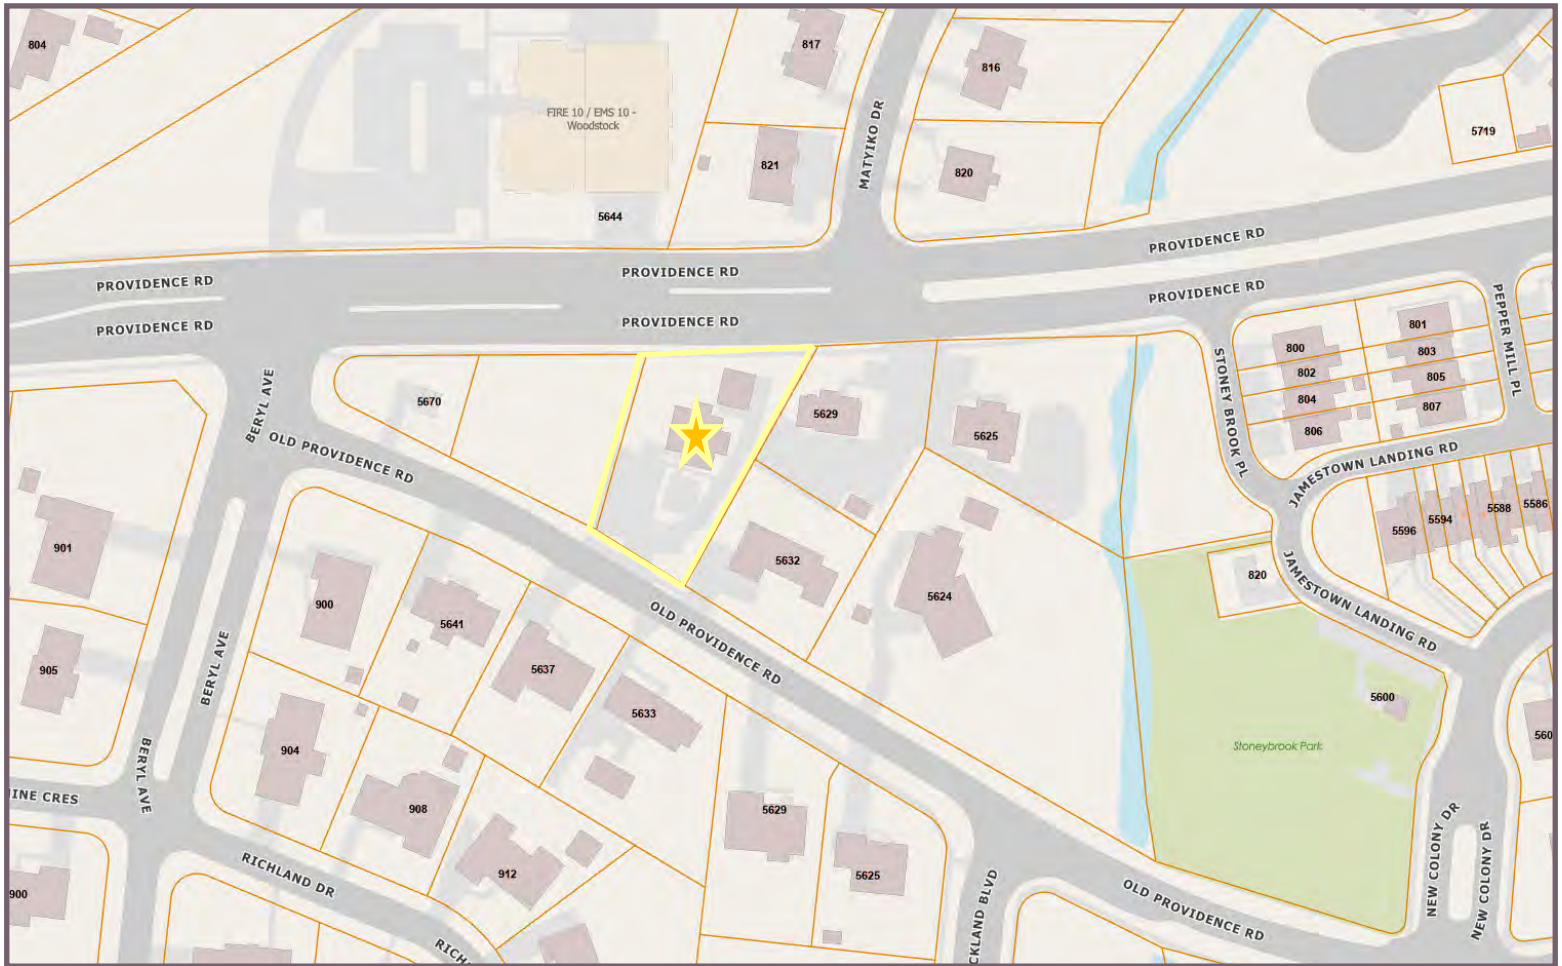 804
817
816
FIRE 10 / EMS 10 -
Woodstock
5719
821
MATYIKO DR
820
5644
PROVIDENCE RD
PROVIDENCE RD
PROVIDENCE RD
PROVIDENCE RD
PROVIDENCE RD
PROVIDENCE RD
PEPPER MILL PL
801
800
803
802
805
804
807
806
STONEY BROOK PL
BERYL AVE
5670
5629
5625
OLD PROVIDENCE RD
JAMESTOWN LANDING RD
5586
5588
5594
5596
901
5632
820
JAMESTOWN LANDING RD
5624
900
5641
OLD PROVIDENCE RD
905
BERYL AVE
5637
5600
5633
560
904
Stoneybrook Park
BERYL AVE
INE CRES
908
5629
NEW COLONY DR
NEW COLONY DR
RICHLAND DR
912
5625
900
OLD PROVIDENCE RD
CKLAND BLVD
RICH